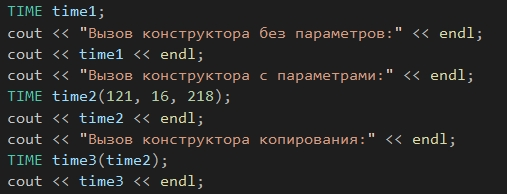 TIME time1;
cout << "Вызов конструктора без параметров:" << endl;
cout << time1 << endl;
cout << "Вызов конструктора с параметрами:" << endl;
TIME time2(121, 16, 218);
cout << time2 << endl;
cout << "Вызов конструктора копирования:" << endl;
TIME time3(time2);
cout << time3 << endl;